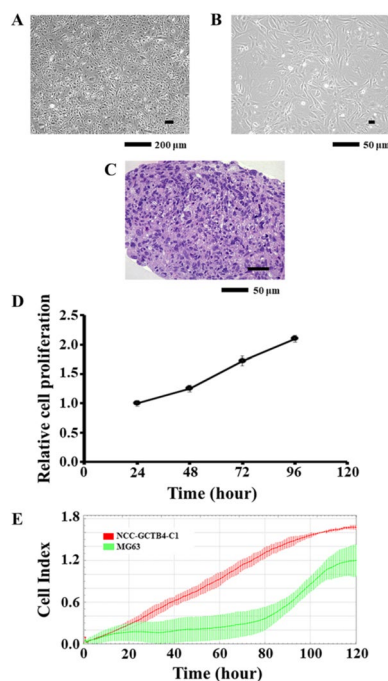 A
B
200 µm
50 µm
C
50 µm
D
Relative cell proliferation
2.5
2.0
1.5
1.0
0.5
0.0
0 24 48 72 96 120
Time (hour)
E
Cell Index
1.8
1.2
0.6
0.0
NCC-GCTB4-C1
MG63
0 20 40 60 80 100 120
Time (hour)